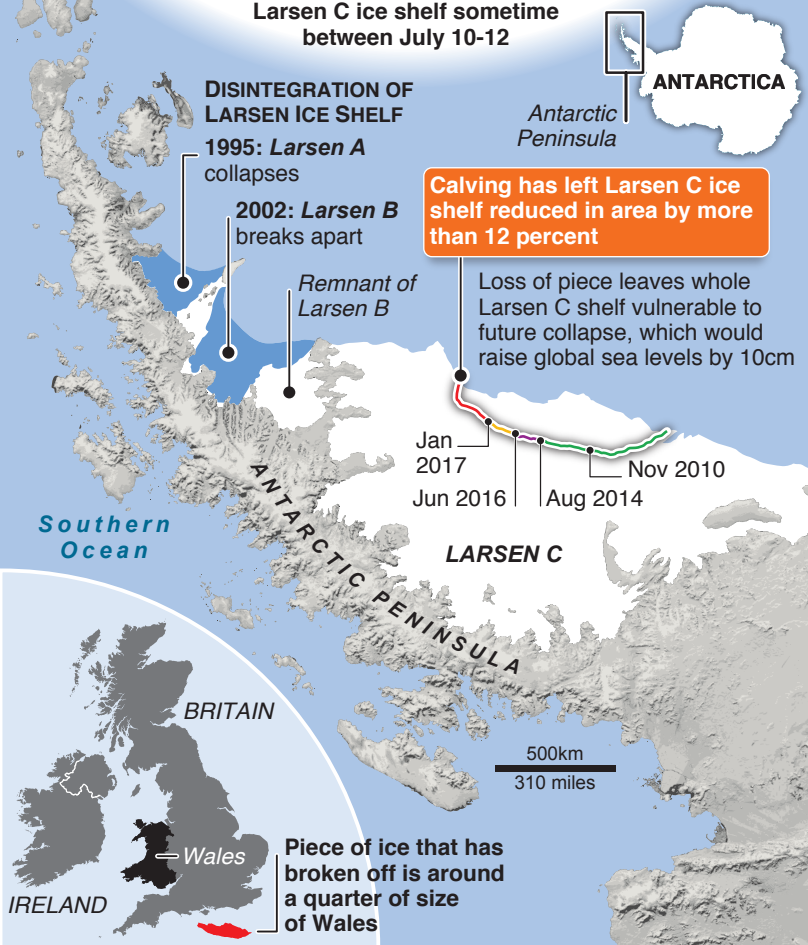 Larsen C ice shelf sometime
between July 10-12
ANTARCTICA
Antarctic
Peninsula
DISINTEGRATION OF
LARSEN ICE SHELF
1995: Larsen A
collapses
2002: Larsen B
breaks apart
Remnant of
Larsen B
Calving has left Larsen C ice
shelf reduced in area by more
than 12 percent
Loss of piece leaves whole
Larsen C shelf vulnerable to
future collapse, which would
raise global sea levels by 10cm
Jan
2017
Jun 2016
Aug 2014
Nov 2010
LARSEN C
ANTARCTIC PENINSULA
Southern
Ocean
500km
310 miles
BRITAIN
Wales
IRELAND
Piece of ice that has
broken off is around
a quarter of size
of Wales